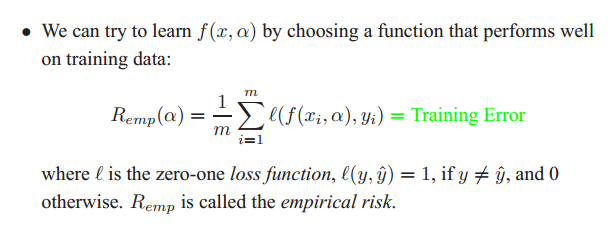 • We can try to learn f(x, α) by choosing a function that performs well
on training data:
R_emp(α) = 1/m ∑_{i=1}^{m} ℓ(f(x_i, α), y_i) = Training Error
where ℓ is the zero-one loss function, ℓ(y, ŷ) = 1, if y ≠ ŷ, and 0
otherwise. R_emp is called the empirical risk.